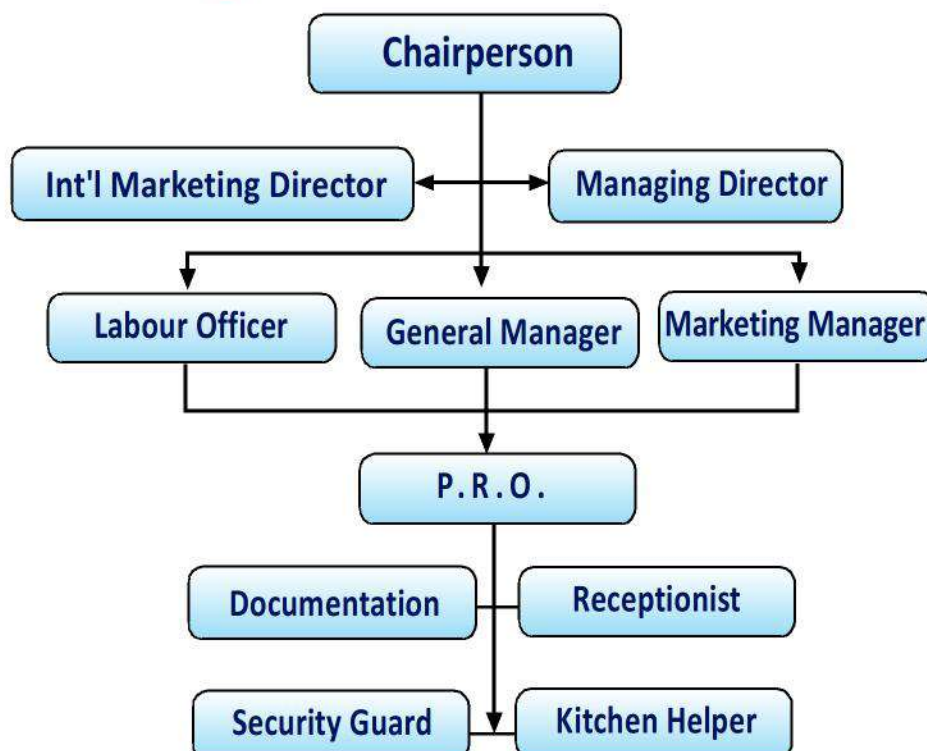 Chairperson
Int'l Marketing Director
Managing Director
Labour Officer
General Manager
Marketing Manager
P.R.O.
Documentation
Receptionist
Security Guard
Kitchen Helper